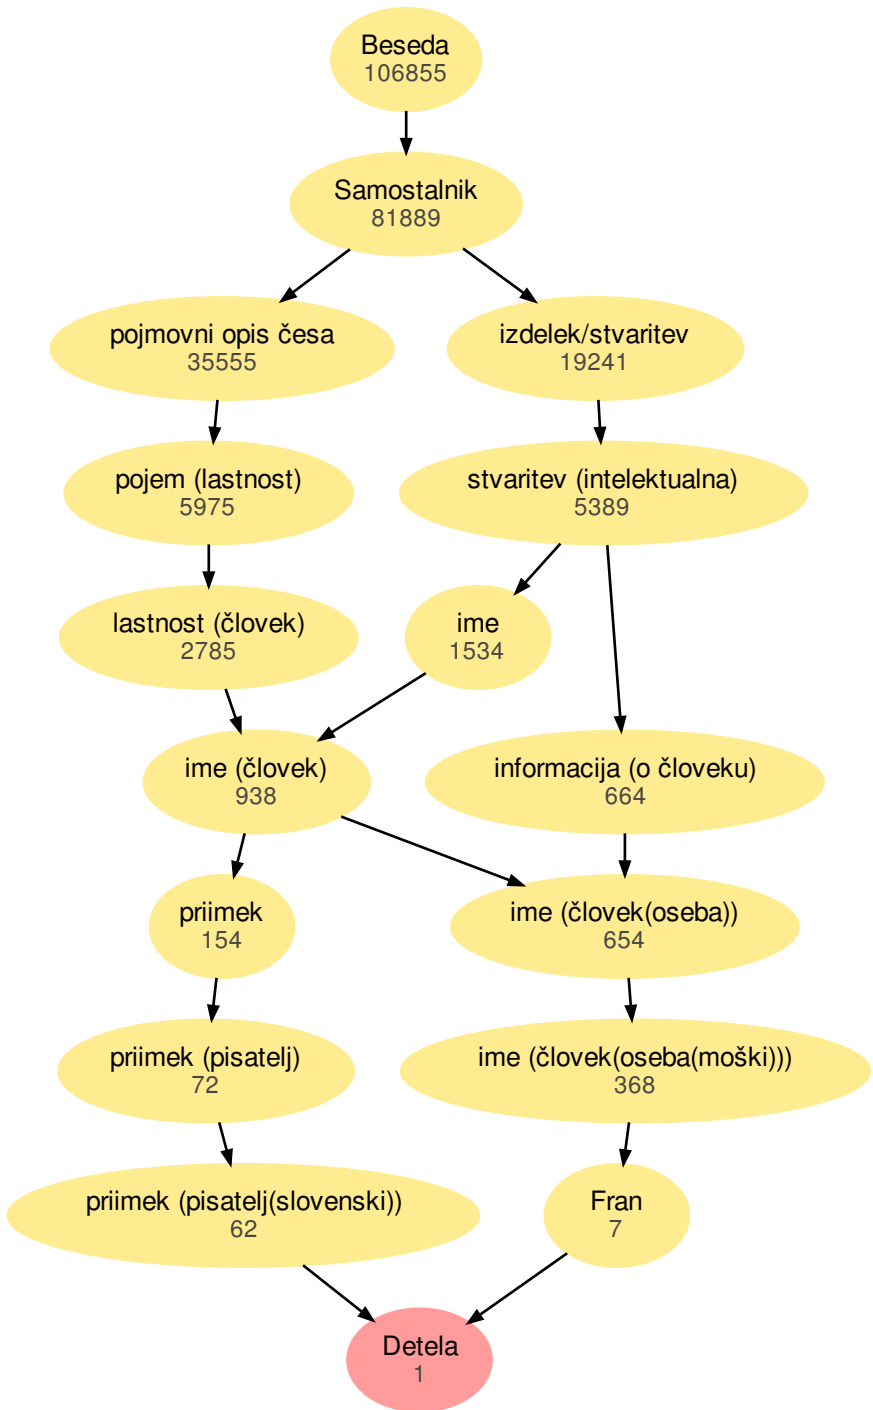 Beseda
106855
Samostalnik
81889
pojmovni opis česa
35555
izdelek/stvaritev
19241
pojem (lastnost)
5975
stvaritev (intelektualna)
5389
lastnost (človek)
2785
ime
1534
ime (človek)
938
informacija (o človeku)
664
priimek
154
ime (človek(oseba))
654
priimek (pisatelj)
72
ime (človek(oseba(moški)))
368
priimek (pisatelj(slovenski))
62
Fran
7
Detela
1